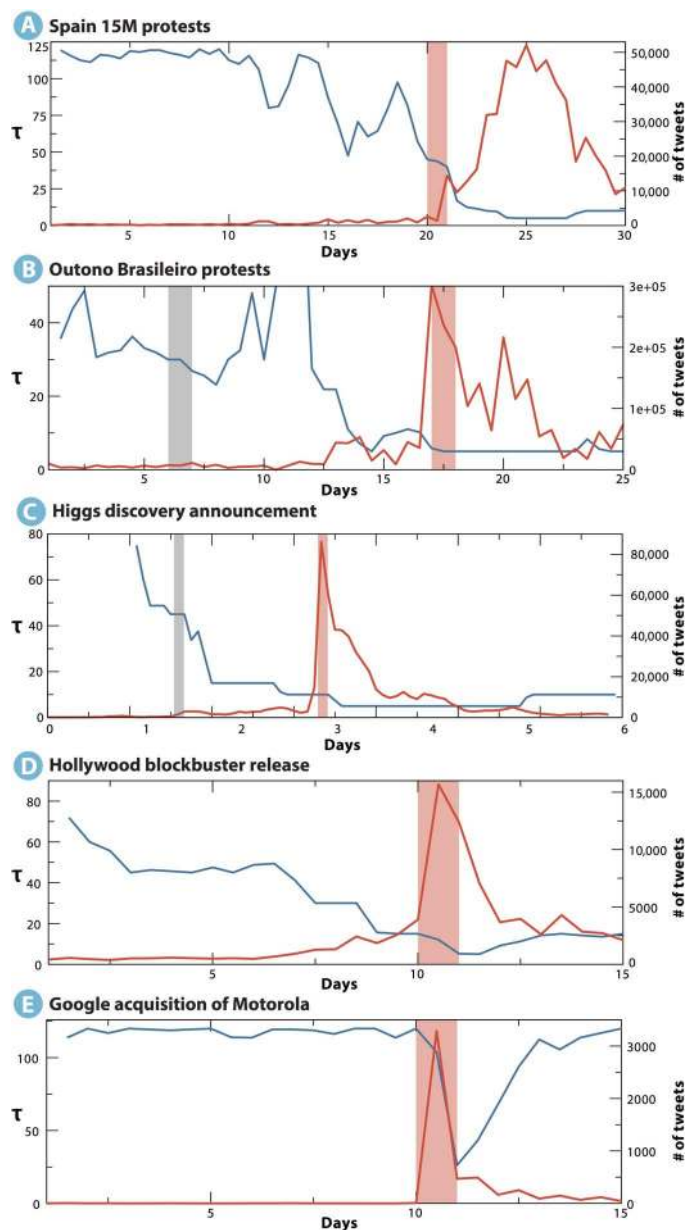 A Spain 15M protests
125
100
75
50
25
0
τ
50,000
40,000
30,000
20,000
10,000
0
# of tweets
5 10 15 20 25 30
Days
B Outono Brasileiro protests
40
20
0
τ
3e+05
2e+05
1e+05
0
# of tweets
5 10 15 20 25
Days
C Higgs discovery announcement
80
60
40
20
0
τ
80,000
60,000
40,000
20,000
0
# of tweets
0 1 2 3 4 5 6
Days
D Hollywood blockbuster release
80
60
40
20
0
τ
15,000
10,000
5000
0
# of tweets
5 10 15
Days
E Google acquisition of Motorola
100
50
0
τ
3000
2000
1000
0
# of tweets
5 10 15
Days